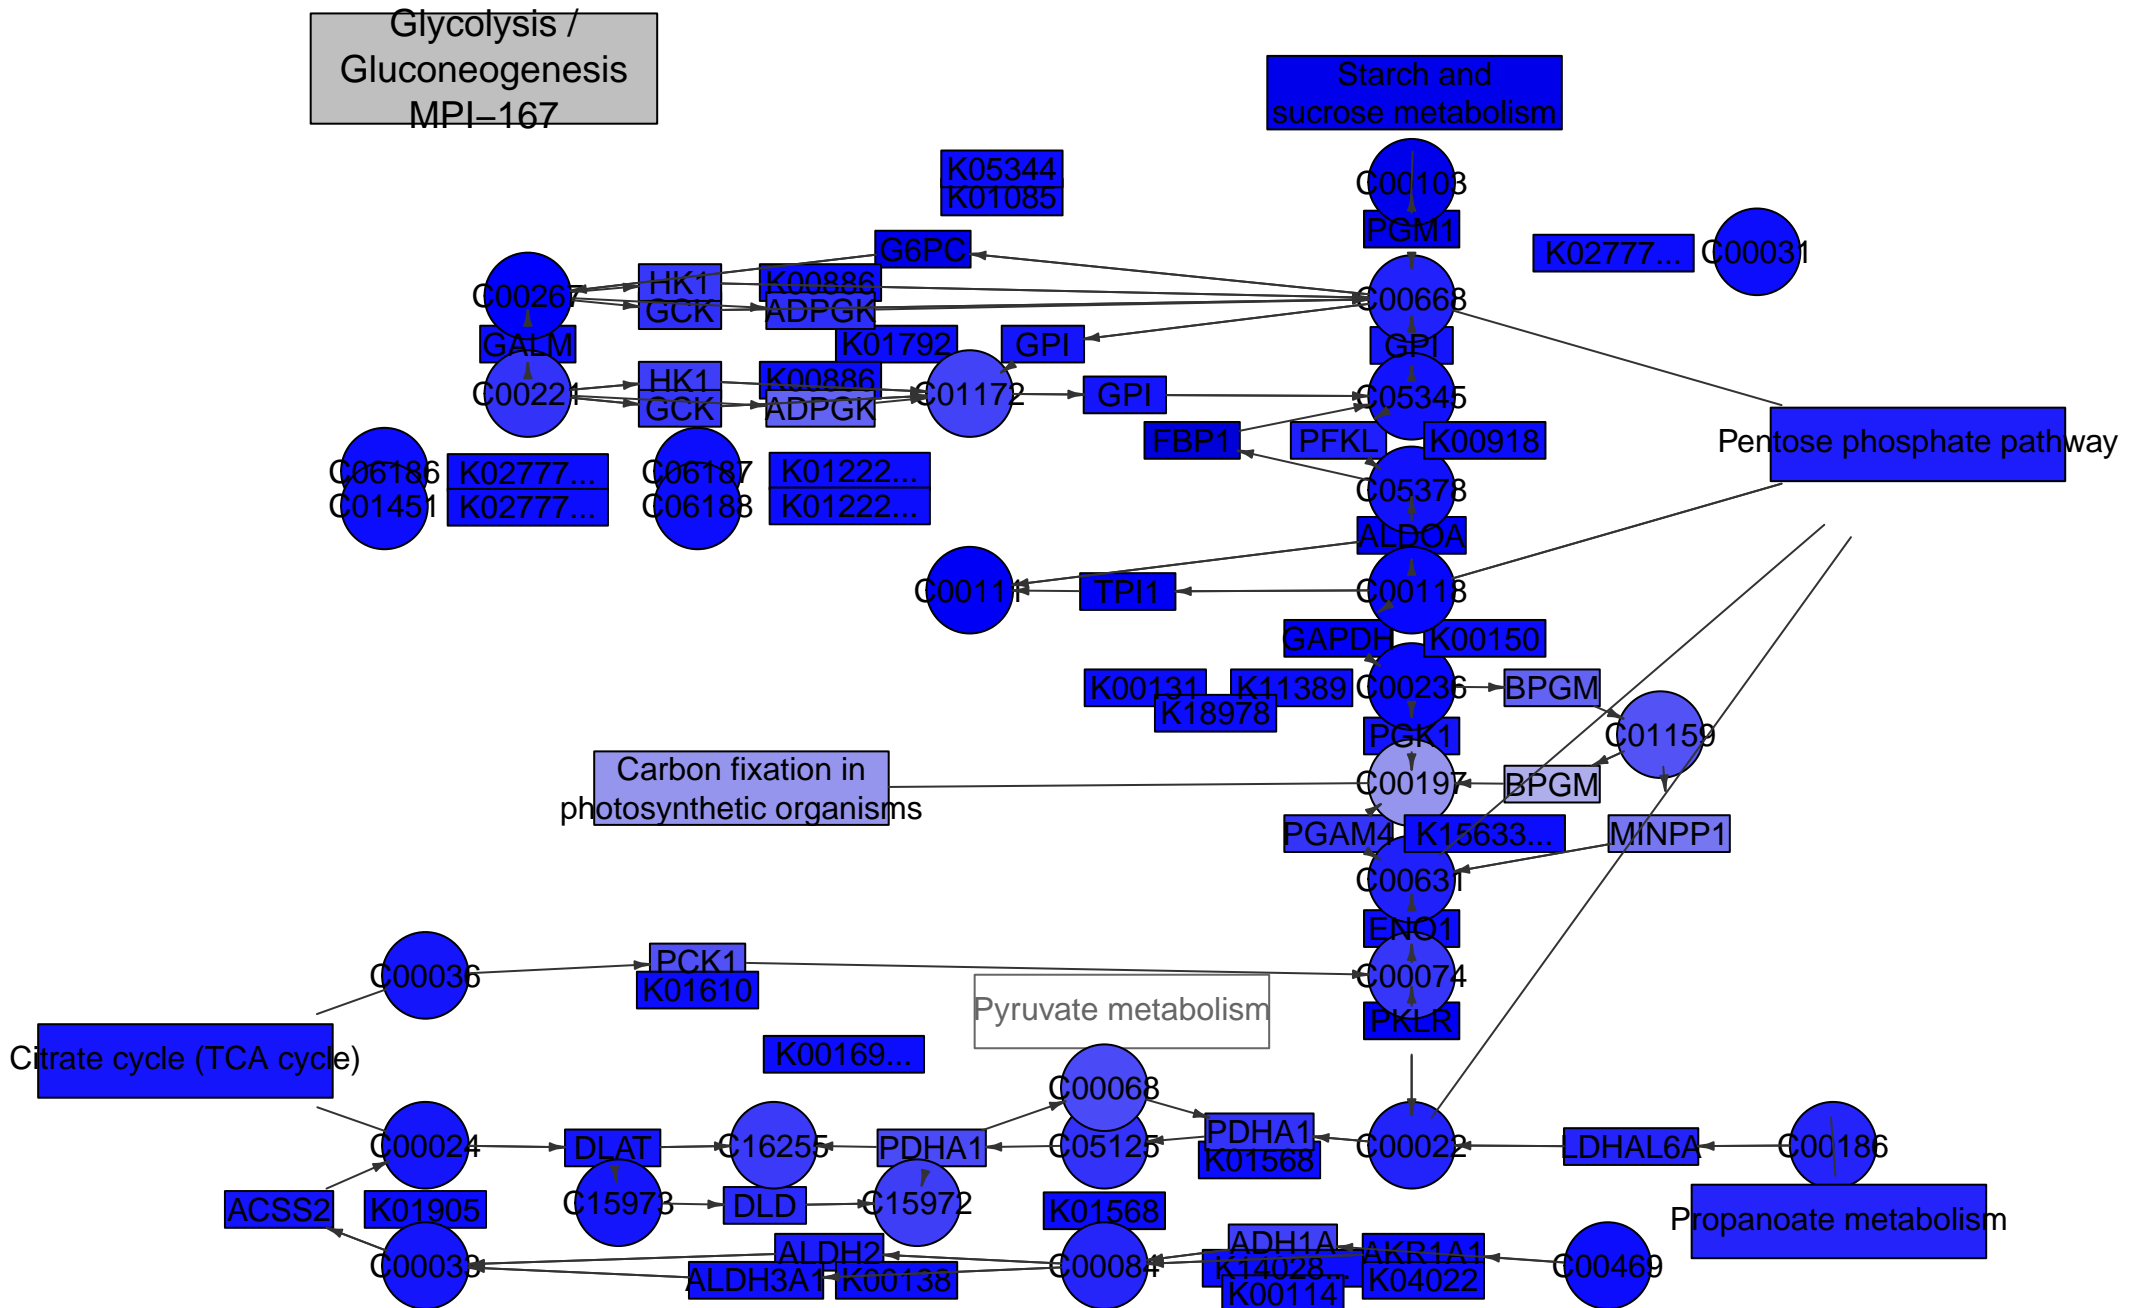 Glycolysis /
Gluconeogenesis
MPI−167
Starch and
sucrose metabolism
K05344
K01085
C00103
PGM1
G6PC
K02777...
C00031
C00267
HK1
K00886
GCK
ADPGK
C00668
GALM
K01792
GPI
GPI
C00221
HK1
K00886
GCK
ADPGK
C01172
GPI
C05345
FBP1
PFKL
K00918
Pentose phosphate pathway
C06186
K02777...
C06187
K01222...
C01451
K02777...
C06188
K01222...
C05378
ALDOA
C00111
TPI1
C00118
GAPDH
K00150
K00131
K11389
K18978
C00236
BPGM
PGK1
C01159
Carbon fixation in
photosynthetic organisms
C00197
BPGM
PGAM4
K15633...
MINPP1
C00631
ENO1
C00036
PCK1
K01610
C00074
Pyruvate metabolism
PKLR
Citrate cycle (TCA cycle)
K00169...
C00068
C00024
DLAT
C16255
PDHA1
C05125
PDHA1
K01568
C00022
LDHAL6A
C00186
ACSS2
K01905
C15973
DLD
C15972
K01568
Propanoate metabolism
C00033
ALDH2
ALDH3A1
K00138
C00084
ADH1A
K14028...
K00114
AKR1A1
K04022
C00469